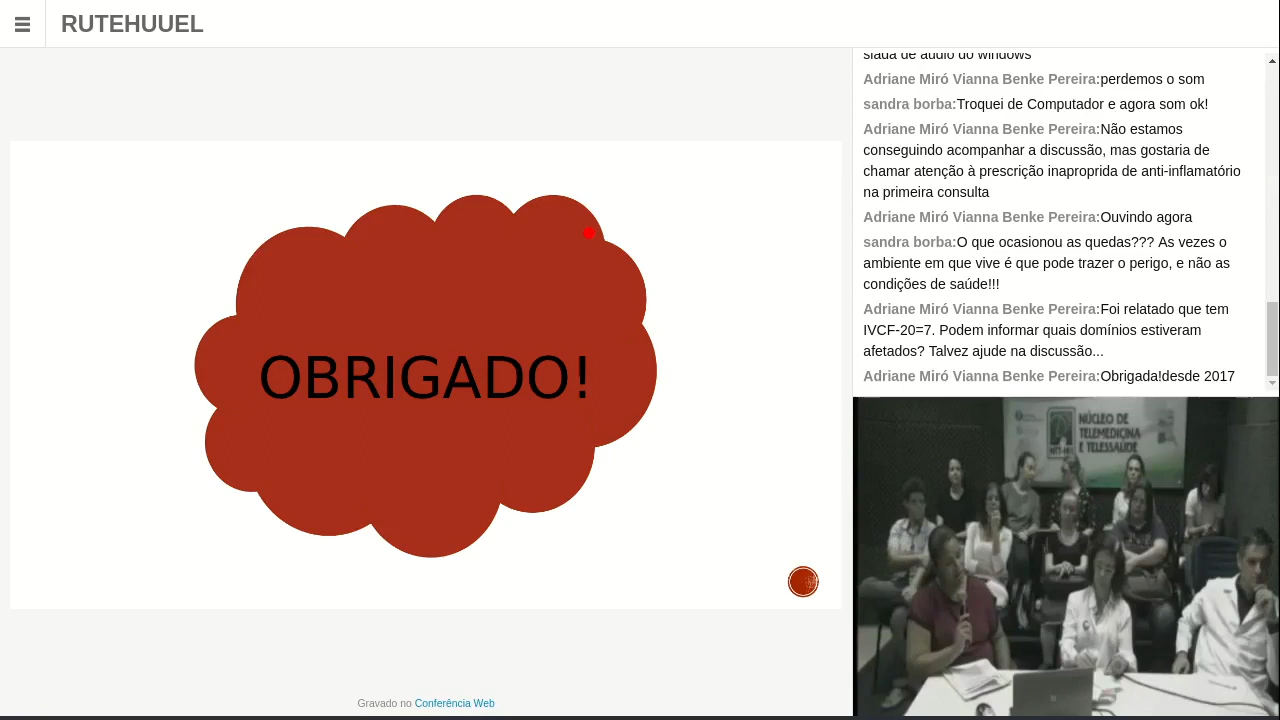 RUTEHUUEL
slada de audio do windows
Adriane Miró Vianna Benke Pereira:perdemos o som
sandra borba:Troquei de Computador e agora som ok!
Adriane Miró Vianna Benke Pereira:Não estamos
conseguindo acompanhar a discussão, mas gostaria de
chamar atenção à prescrição inaproprida de anti-inflamatório
na primeira consulta
Adriane Miró Vianna Benke Pereira:Ouvindo agora
sandra borba:O que ocasionou as quedas??? As vezes o
ambiente em que vive é que pode trazer o perigo, e não as
condições de saúde!!!
Adriane Miró Vianna Benke Pereira:Foi relatado que tem
IVCF-20=7. Podem informar quais domínios estiveram
afetados? Talvez ajude na discussão...
Adriane Miró Vianna Benke Pereira:Obrigada!desde 2017
OBRIGADO!
NÚCLEO DE
TELEMEDICINA
E TELESSAÚDE
Gravado no Conferência Web